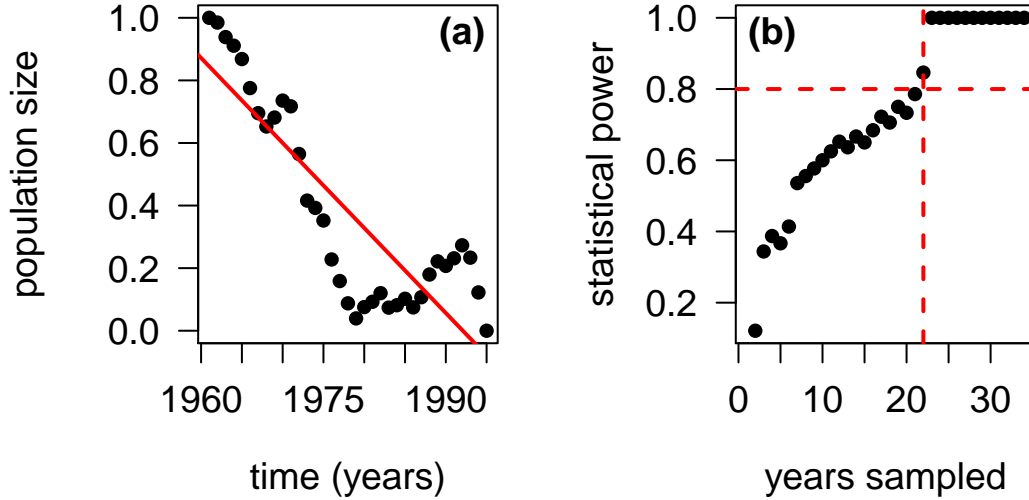 (a)
population size
1.0
0.8
0.6
0.4
0.2
0.0
1960 1975 1990
time (years)
(b)
statistical power
1.0
0.8
0.6
0.4
0.2
0 10 20 30
years sampled